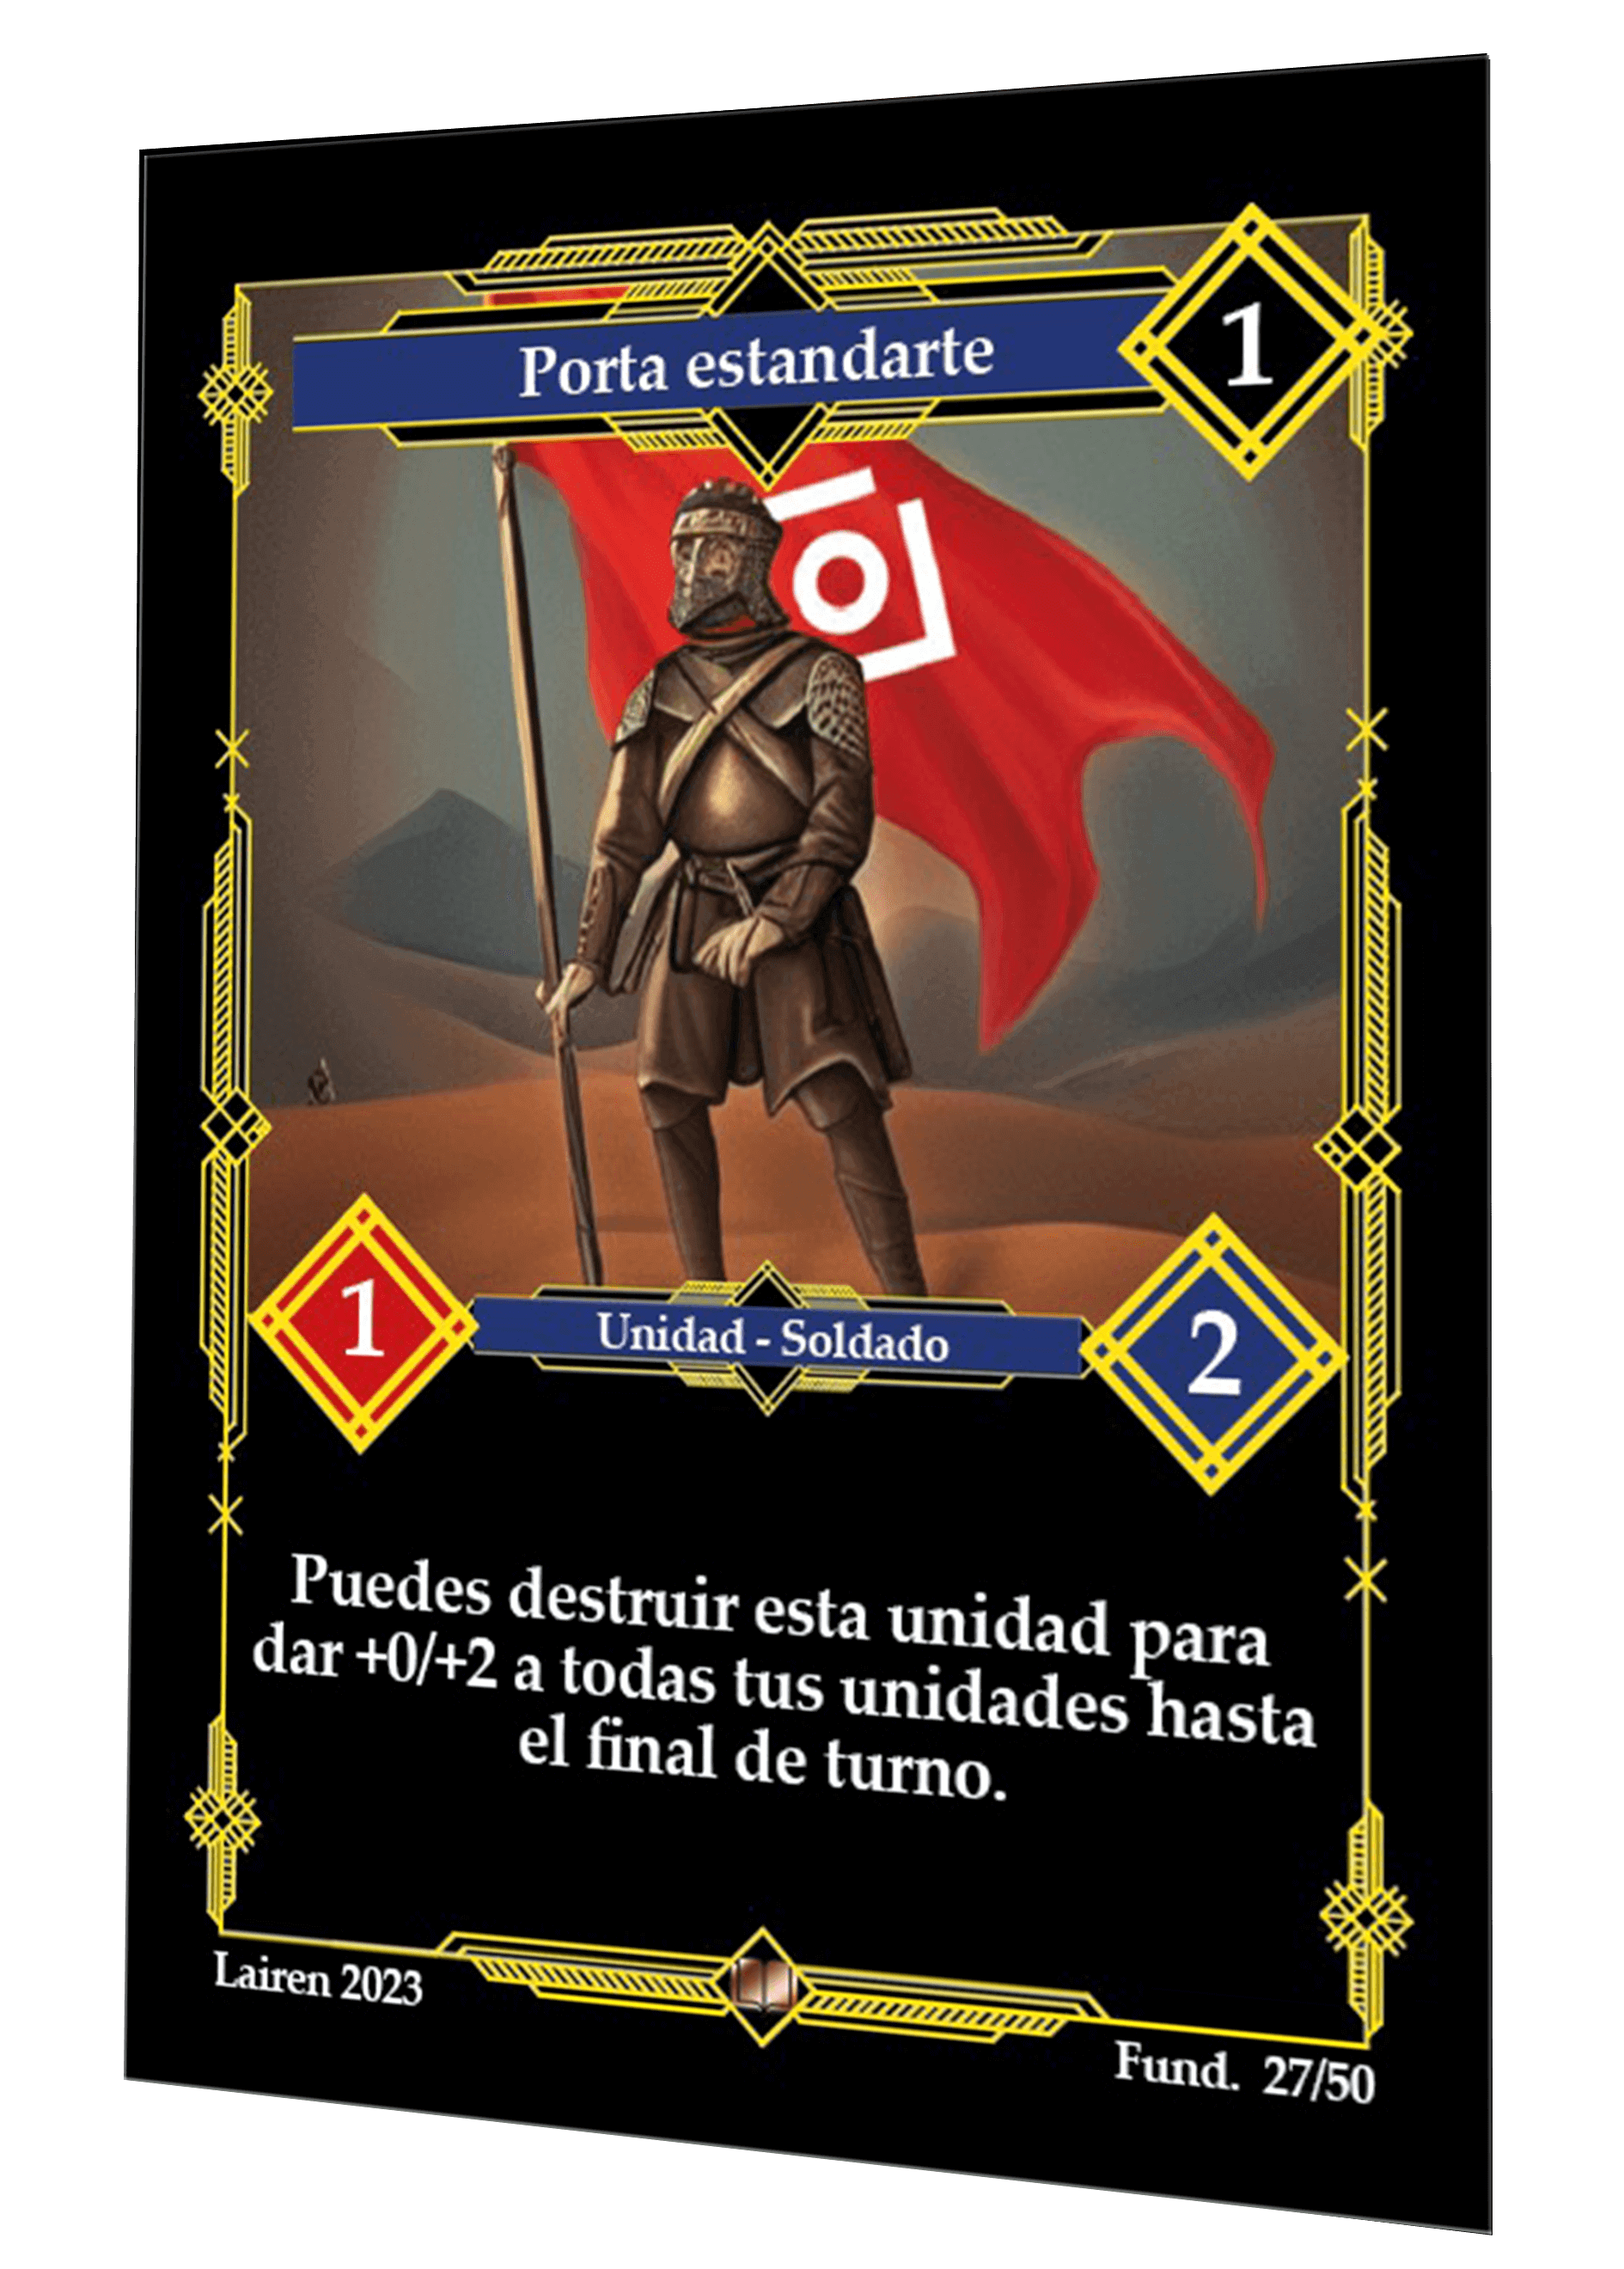 Porta estandarte
1
1
Unidad - Soldado
2
Puedes destruir esta unidad para
dar +0/+2 a todas tus unidades hasta
el final de turno.
Lairen 2023
Fund. 27/50